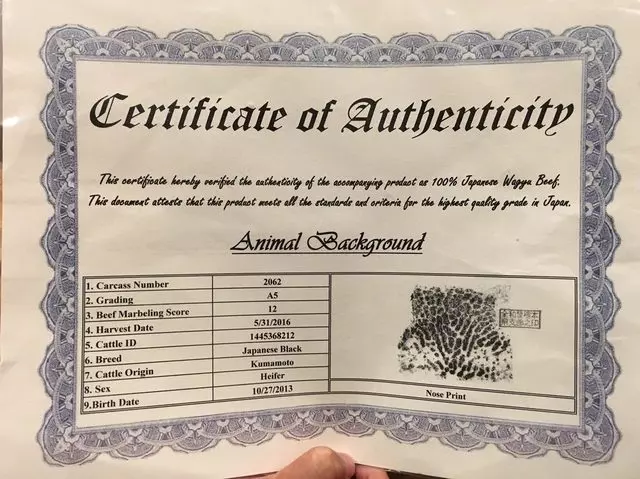 Certificate of Authenticity
This certificate hereby verified the authenticity of the accompanying product as 100% Japanese Wagyu Beef.
This document attests that this product meets all the standards and criteria for the highest quality grade in Japan.
Animal Background
1. Carcass Number 2062
2. Grading A5
3. Beef Marbeling Score 12
4. Harvest Date 5/31/2016
5. Cattle ID 1445368212
6. Breed Japanese Black
7. Cattle Origin Kumamoto
8. Sex Heifer
9.Birth Date 10/27/2013
Nose Print